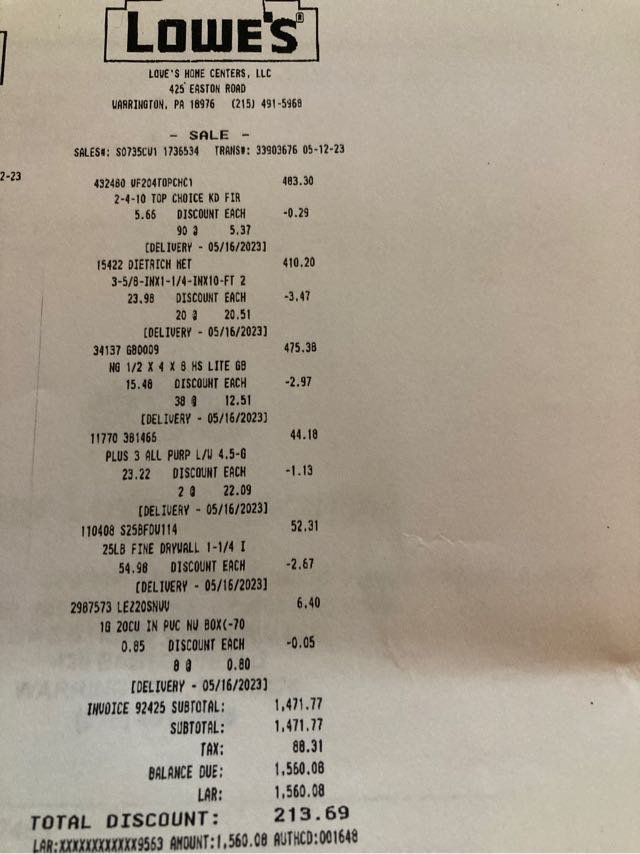 LOWE'S®
LOWE'S HOME CENTERS, LLC
425 EASTON ROAD
WARRINGTON, PA 18976 (215) 491-5968
- SALE -
SALES#: S0735CW1 1736534 TRANS#: 33903676 05-12-23
2-23
432480 WF204TOPCHC1 483.30
2-4-10 TOP CHOICE KD FIR
5.66 DISCOUNT EACH -0.29
90 @ 5.37
[DELIVERY - 05/16/2023]
15422 DIETRICH MET 410.20
3-5/8-INX1-1/4-INX10-FT 2
23.98 DISCOUNT EACH -3.47
20 @ 20.51
[DELIVERY - 05/16/2023]
34137 GB0009 475.38
NG 1/2 X 4 X 8 HS LITE GB
15.48 DISCOUNT EACH -2.97
38 @ 12.51
[DELIVERY - 05/16/2023]
11770 381466 44.18
PLUS 3 ALL PURP L/W 4.5-G
23.22 DISCOUNT EACH -1.13
2 @ 22.09
[DELIVERY - 05/16/2023]
110408 S25BFDW114 52.31
25LB FINE DRYWALL 1-1/4 I
54.98 DISCOUNT EACH -2.67
[DELIVERY - 05/16/2023]
2987573 LE220SNWV 6.40
1G 20CU IN PVC NW BOX(-70
0.85 DISCOUNT EACH -0.05
8 @ 0.80
[DELIVERY - 05/16/2023]
INVOICE 92425 SUBTOTAL: 1,471.77
SUBTOTAL: 1,471.77
TAX: 88.31
BALANCE DUE: 1,560.08
LAR: 1,560.08
TOTAL DISCOUNT: 213.69
LAR:XXXXXXXXXXXX9563 AMOUNT:1,560.08 AUTHCD:001648